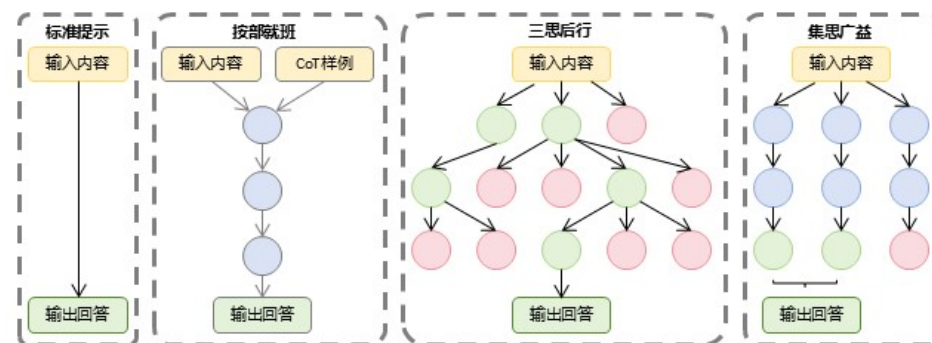 标准提示
输入内容
输出回答
按部就班
输入内容
CoT样例
输出回答
三思后行
输入内容
输出回答
集思广益
输入内容
输出回答